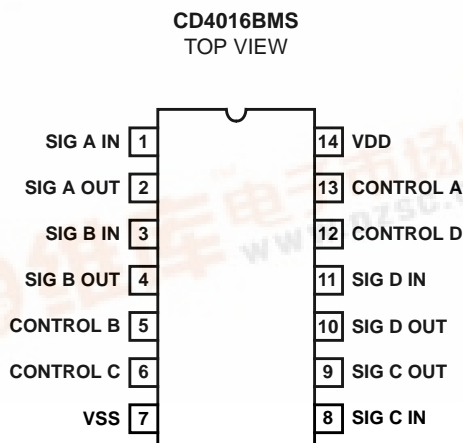 CD4016BMS
TOP VIEW
SIG A IN 1
SIG A OUT 2
SIG B IN 3
SIG B OUT 4
CONTROL B 5
CONTROL C 6
VSS 7
14 VDD
13 CONTROL A
12 CONTROL D
11 SIG D IN
10 SIG D OUT
9 SIG C OUT
8 SIG C IN